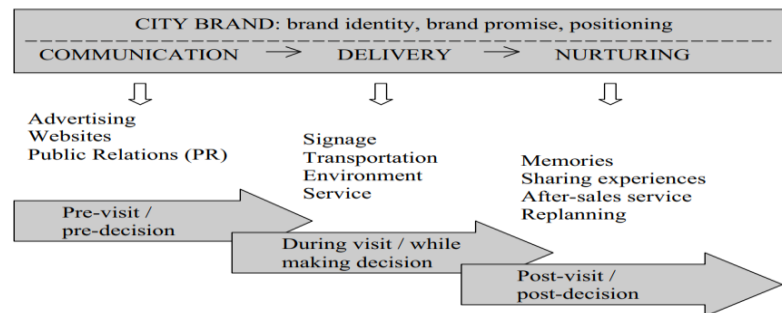 CITY BRAND: brand identity, brand promise, positioning
COMMUNICATION → DELIVERY → NURTURING
Advertising
Websites
Public Relations (PR)
Signage
Transportation
Environment
Service
Memories
Sharing experiences
After-sales service
Replanning
Pre-visit /
pre-decision
During visit / while
making decision
Post-visit /
post-decision